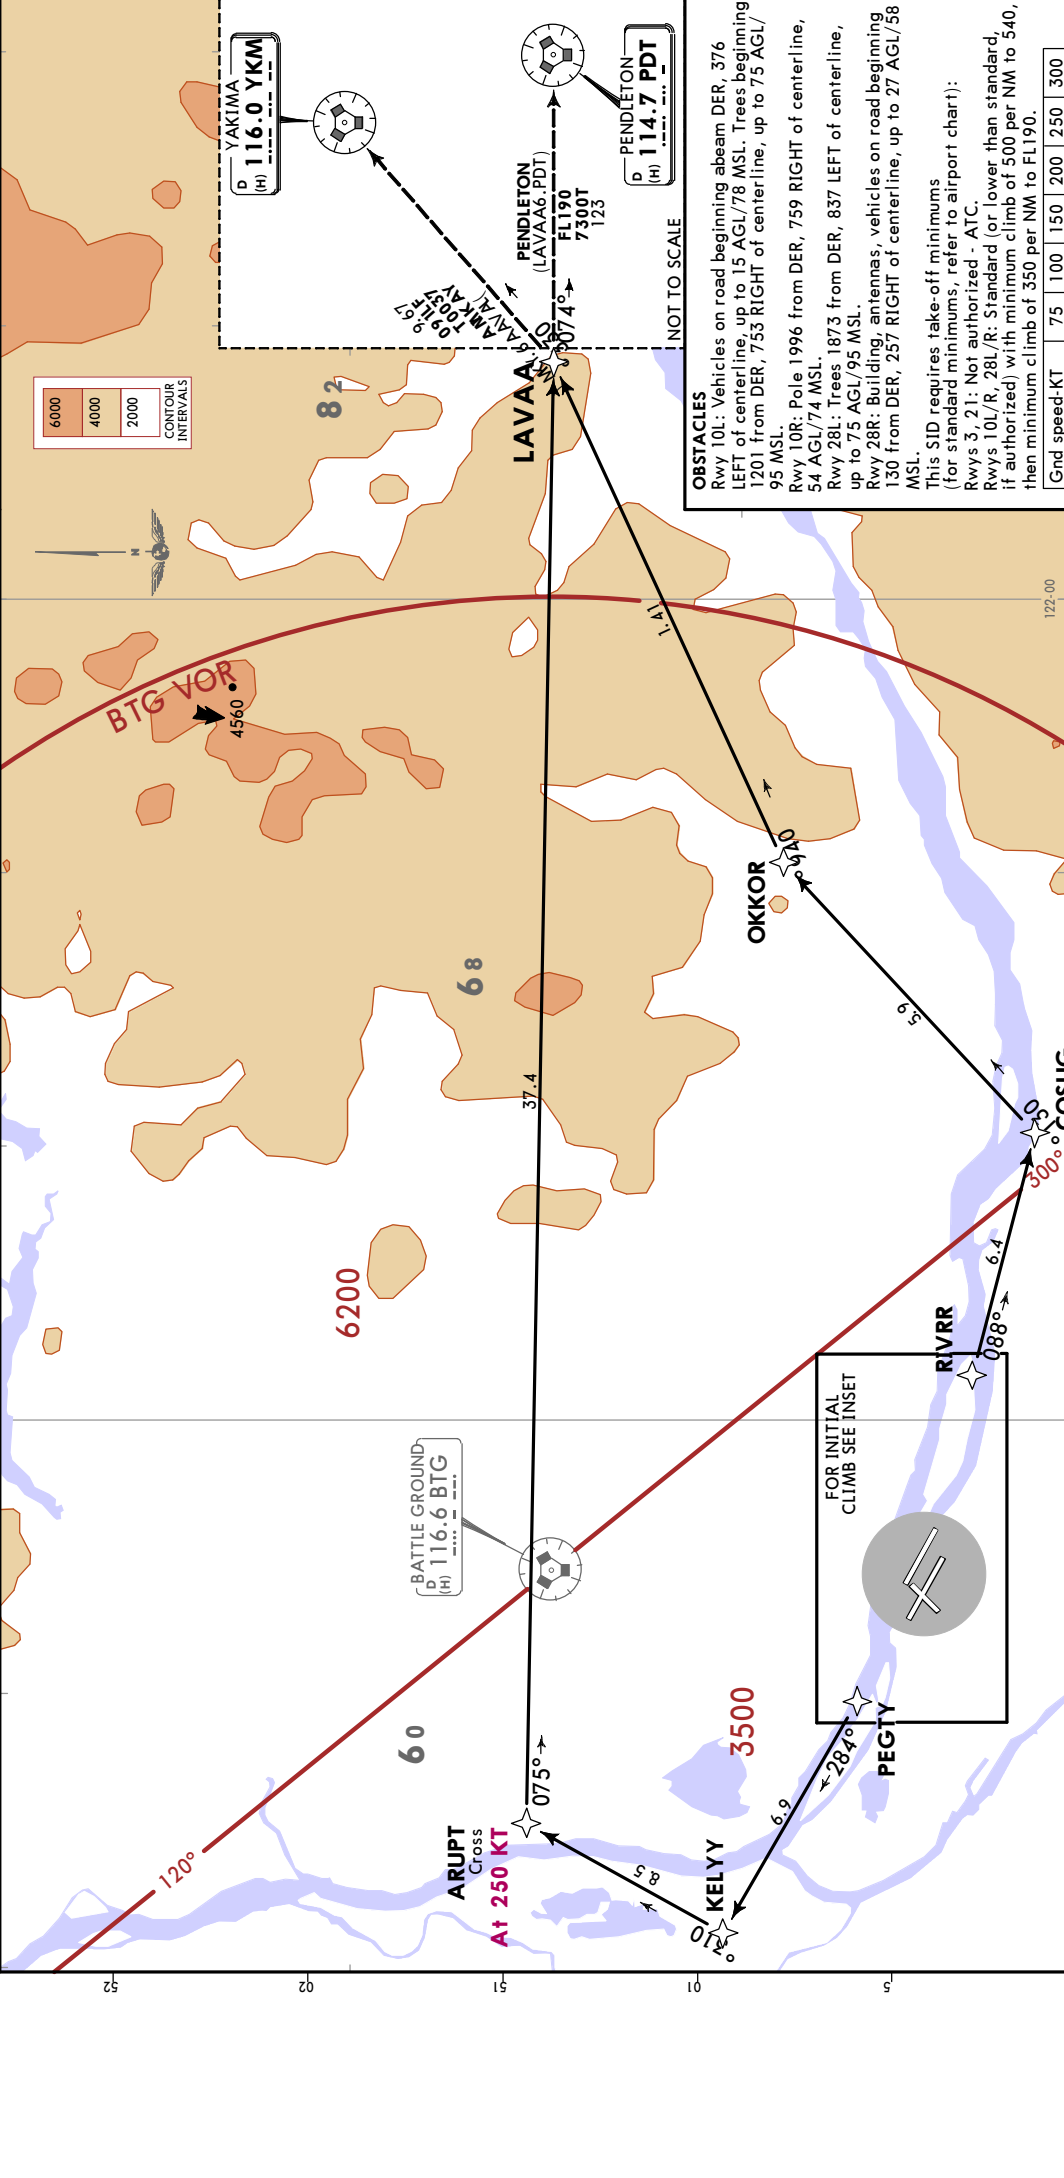 YAKIMA
D
(H) 116.0 YKM
PENDLETON
D
(H) 114.7 PDT
PENDLETON
(LAVAA6.PDT)
FL190
7300T
123
074°
LAVAA
NOT TO SCALE
6000
4000
2000
CONTOUR
INTERVALS
8 2
N
OBSTACLES
Rwy 10L: Vehicles on road beginning abeam DER, 376
LEFT of centerline, up to 15 AGL/78 MSL. Trees beginning
1201 from DER, 753 RIGHT of centerline, up to 75 AGL/
95 MSL.
Rwy 10R: Pole 1996 from DER, 759 RIGHT of centerline,
54 AGL/74 MSL.
Rwy 28L: Trees 1873 from DER, 837 LEFT of centerline,
up to 75 AGL/95 MSL.
Rwy 28R: Building, antennas, vehicles on road beginning
130 from DER, 257 RIGHT of centerline, up to 27 AGL/58
MSL.
This SID requires take-off minimums
(for standard minimums, refer to airport chart):
Rwys 3, 21: Not authorized - ATC.
Rwys 10L/R, 28L/R: Standard (or lower than standard,
if authorized) with minimum climb of 500 per NM to 540,
then minimum climb of 350 per NM to FL190.
Gnd speed-KT 75 100 150 200 250 300
122-00
BTG VOR
4560
OKKOR
040°
5.9
6 8
37.4
030°
300°
6.4
RIVRR
088°
6200
BATTLE GROUND
D
(H) 116.6 BTG
FOR INITIAL
CLIMB SEE INSET
6 0
3500
PEGTY
284°
6.9
KELYY
8.5
ARUPT
Cross
At 250 KT
075°
120°